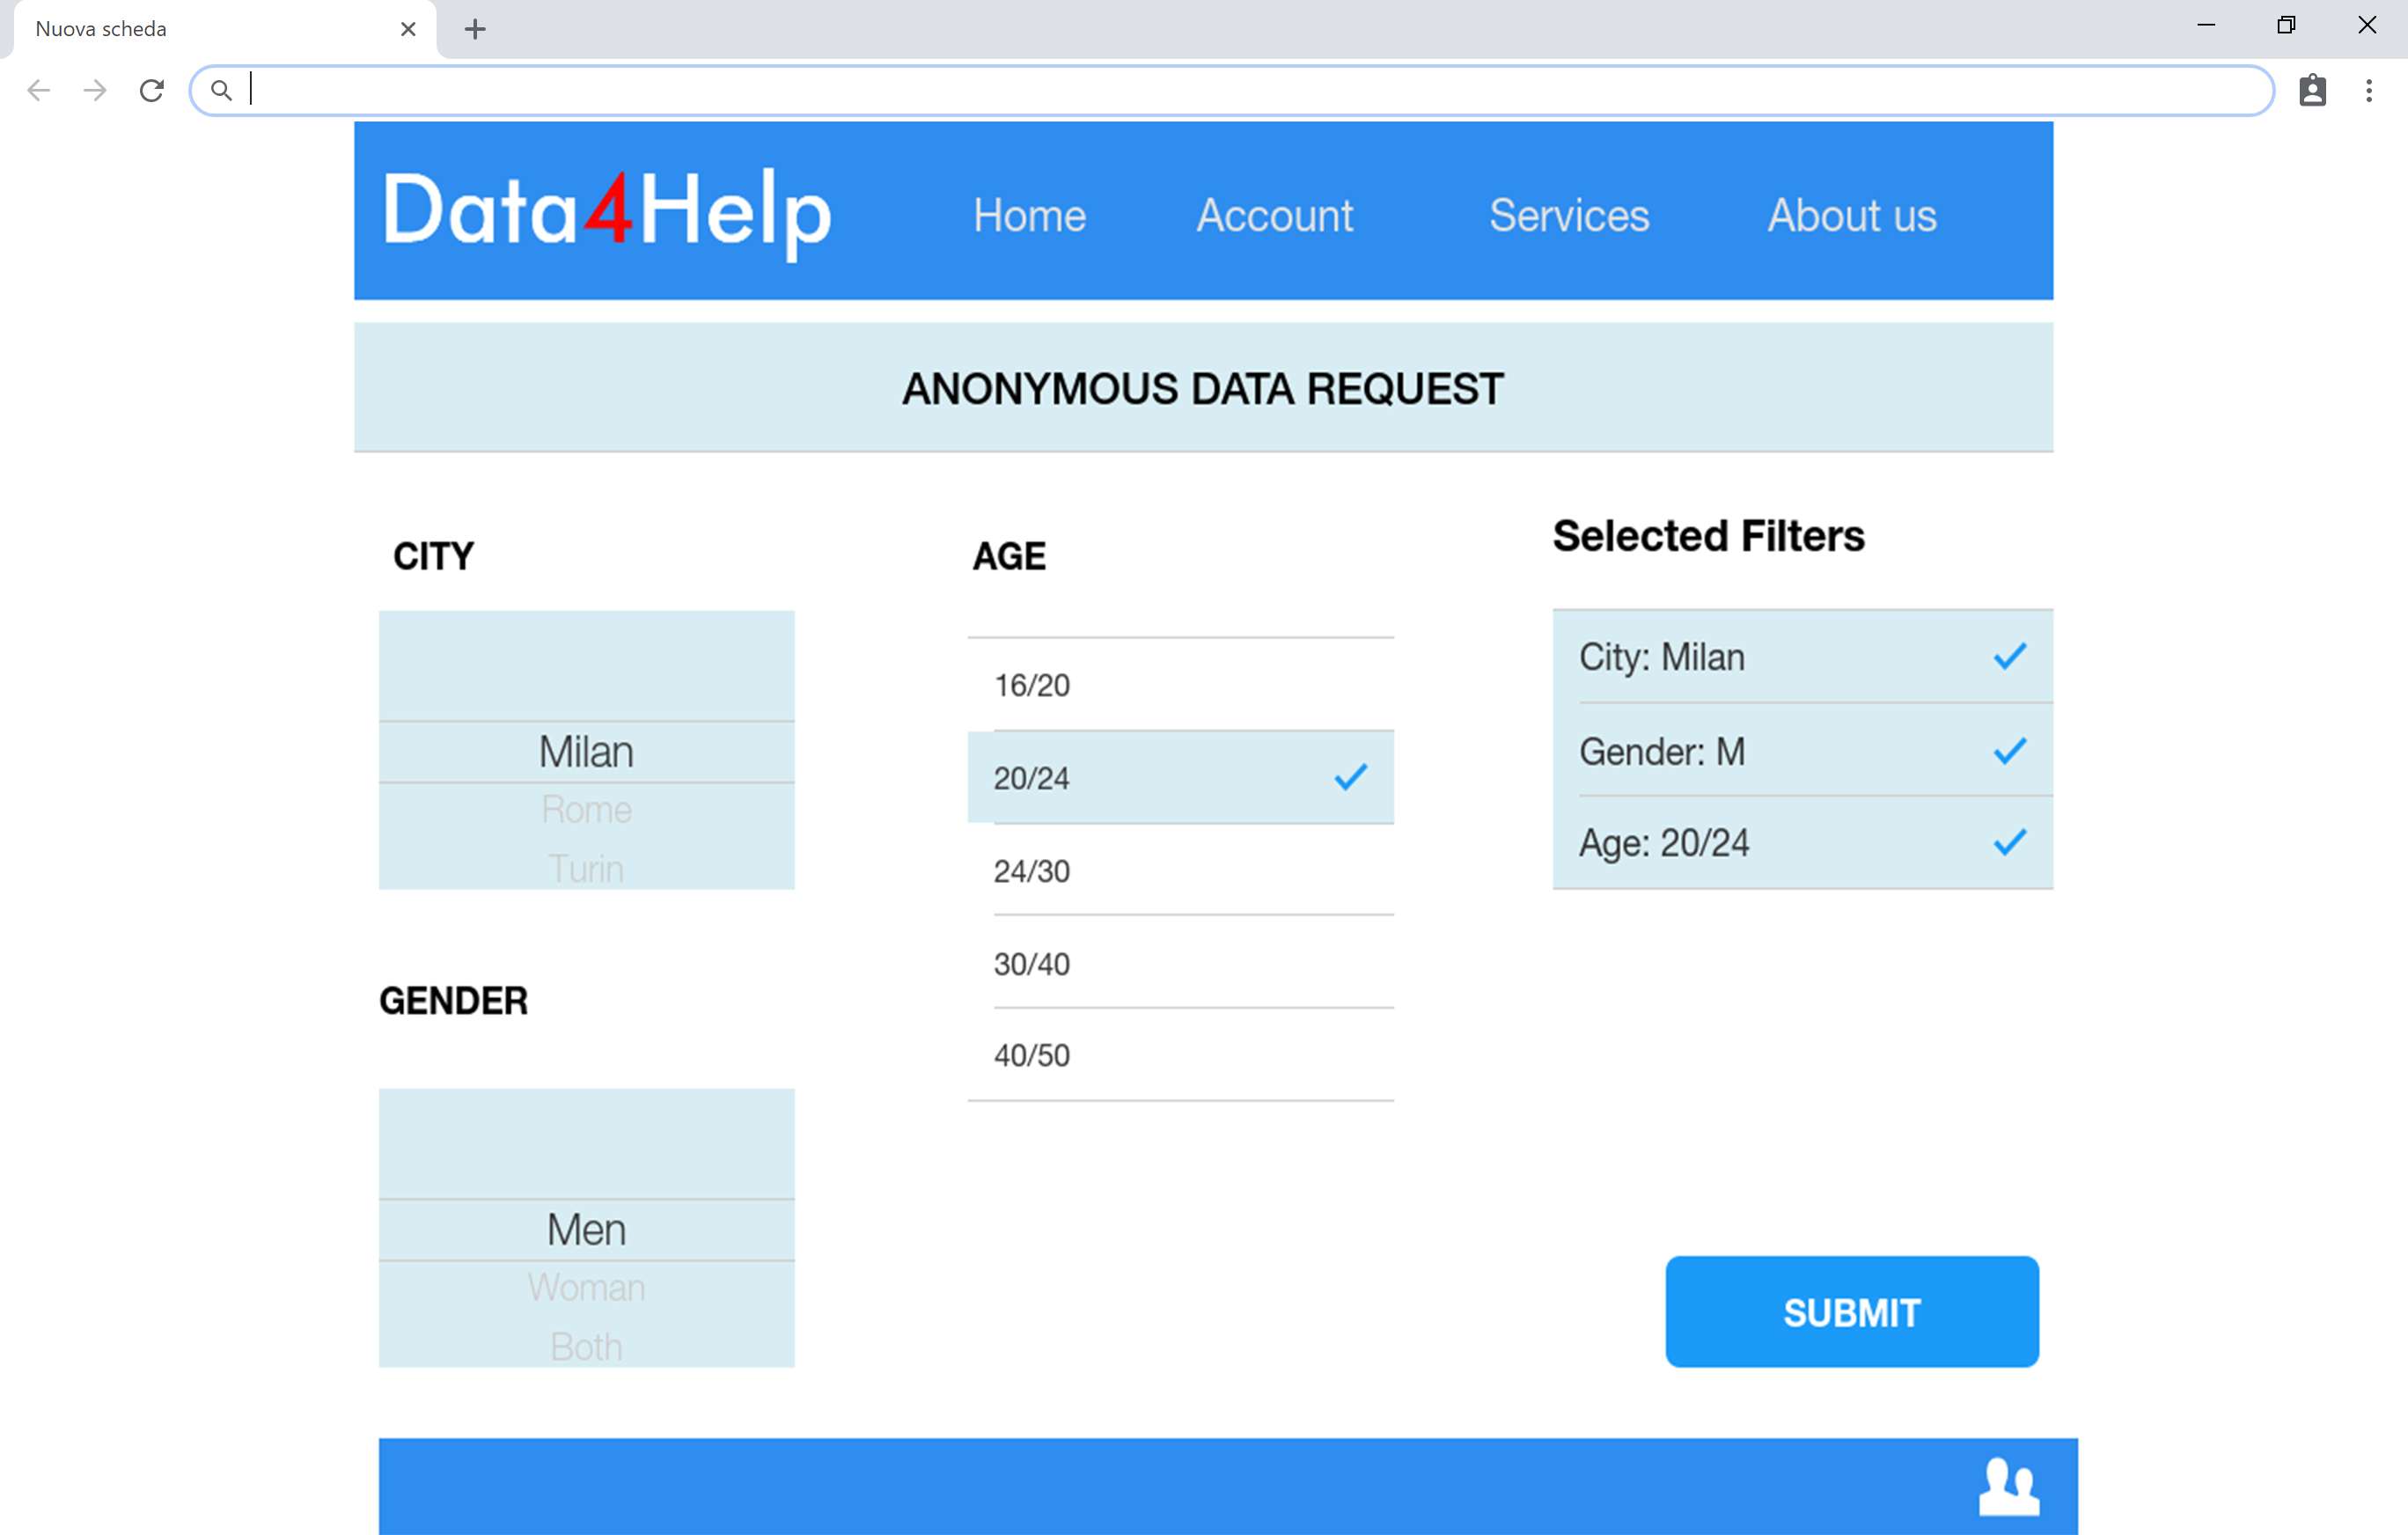 Nuova scheda
Data4Help
Home Account Services About us
ANONYMOUS DATA REQUEST
CITY
Milan
Rome
Turin
GENDER
Men
Woman
Both
AGE
16/20
20/24
24/30
30/40
40/50
Selected Filters
City: Milan
Gender: M
Age: 20/24
SUBMIT